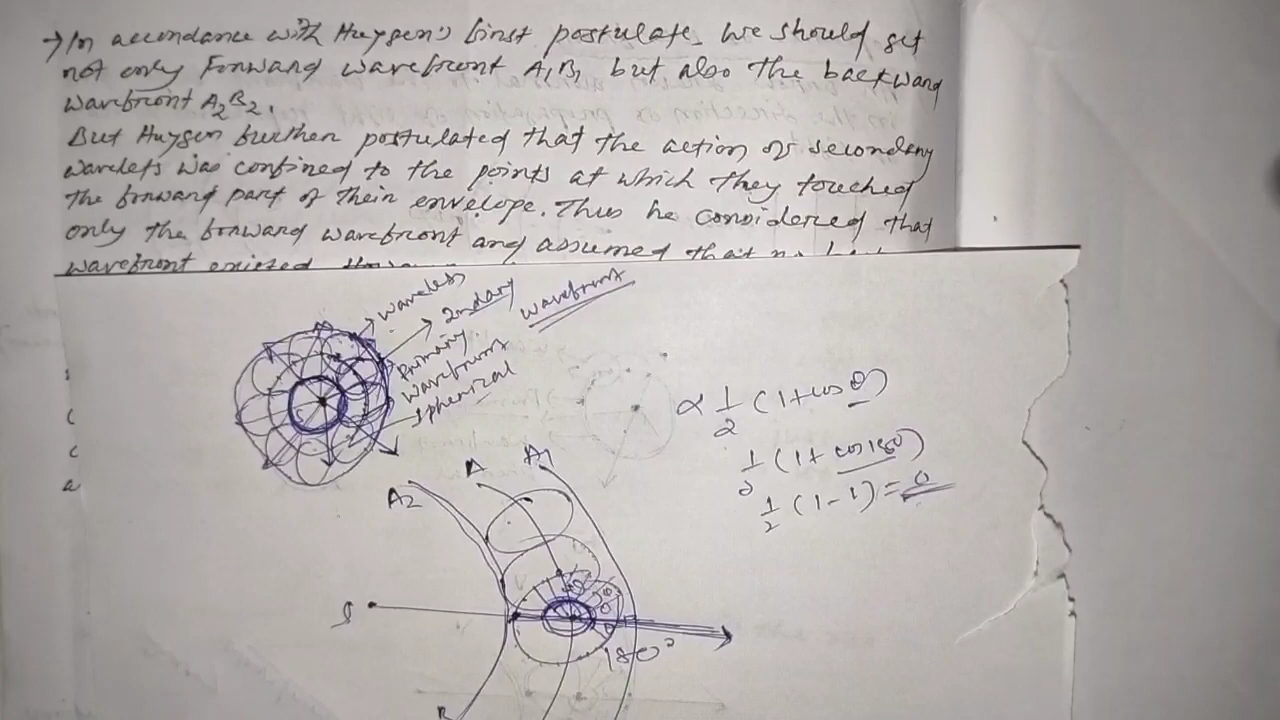 → In accordance with Huygen's first postulate, We should get
not only Forward wavefront A₁B₁ but also the backward
wavefront A₂B₂.
But Huygen further postulated that the action of secondary
wavelets was confined to the points at which they touched
the forward part of their envelope. Thus he considered that
only the forward wavefront and assumed that no
wavefront existed
wavelets
2ndary wavefront
Primary
wavefront
spherical
∝ 1/2 (1+cos θ)
1/2 (1+ cos180°)
1/2 (1-1) = 0
A₂ A A₁
S
180°
B